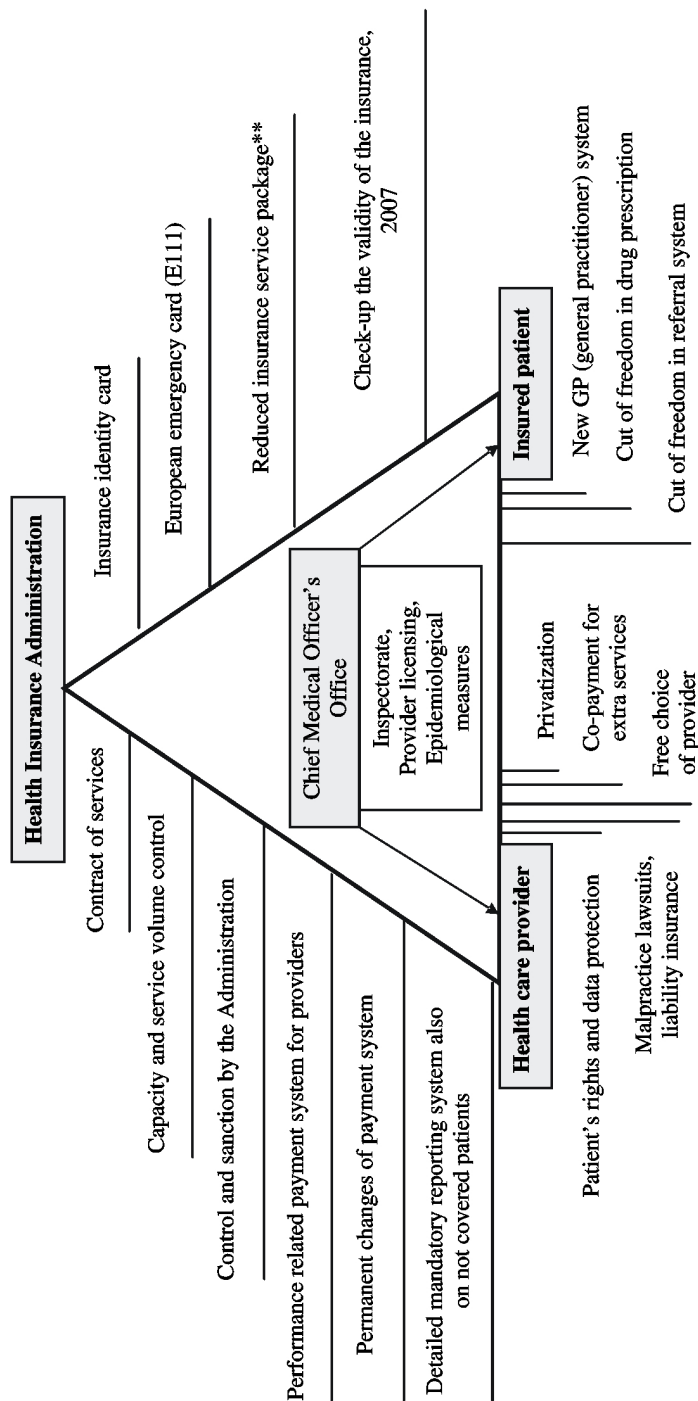 Health Insurance Administration
Contract of services
Capacity and service volume control
Control and sanction by the Administration
Performance related payment system for providers
Permanent changes of payment system
Detailed mandatory reporting system also
on not covered patients
Insurance identity card
European emergency card (E111)
Reduced insurance service package**
Check-up the validity of the insurance,
2007
Chief Medical Officer's
Office
Inspectorate,
Provider licensing,
Epidemiological
measures
Health care provider
Insured patient
Patient's rights and data protection
Malpractice lawsuits,
liability insurance
Privatization
Co-payment for
extra services
Free choice
of provider
New GP (general practitioner) system
Cut of freedom in drug prescription
Cut of freedom in referral system